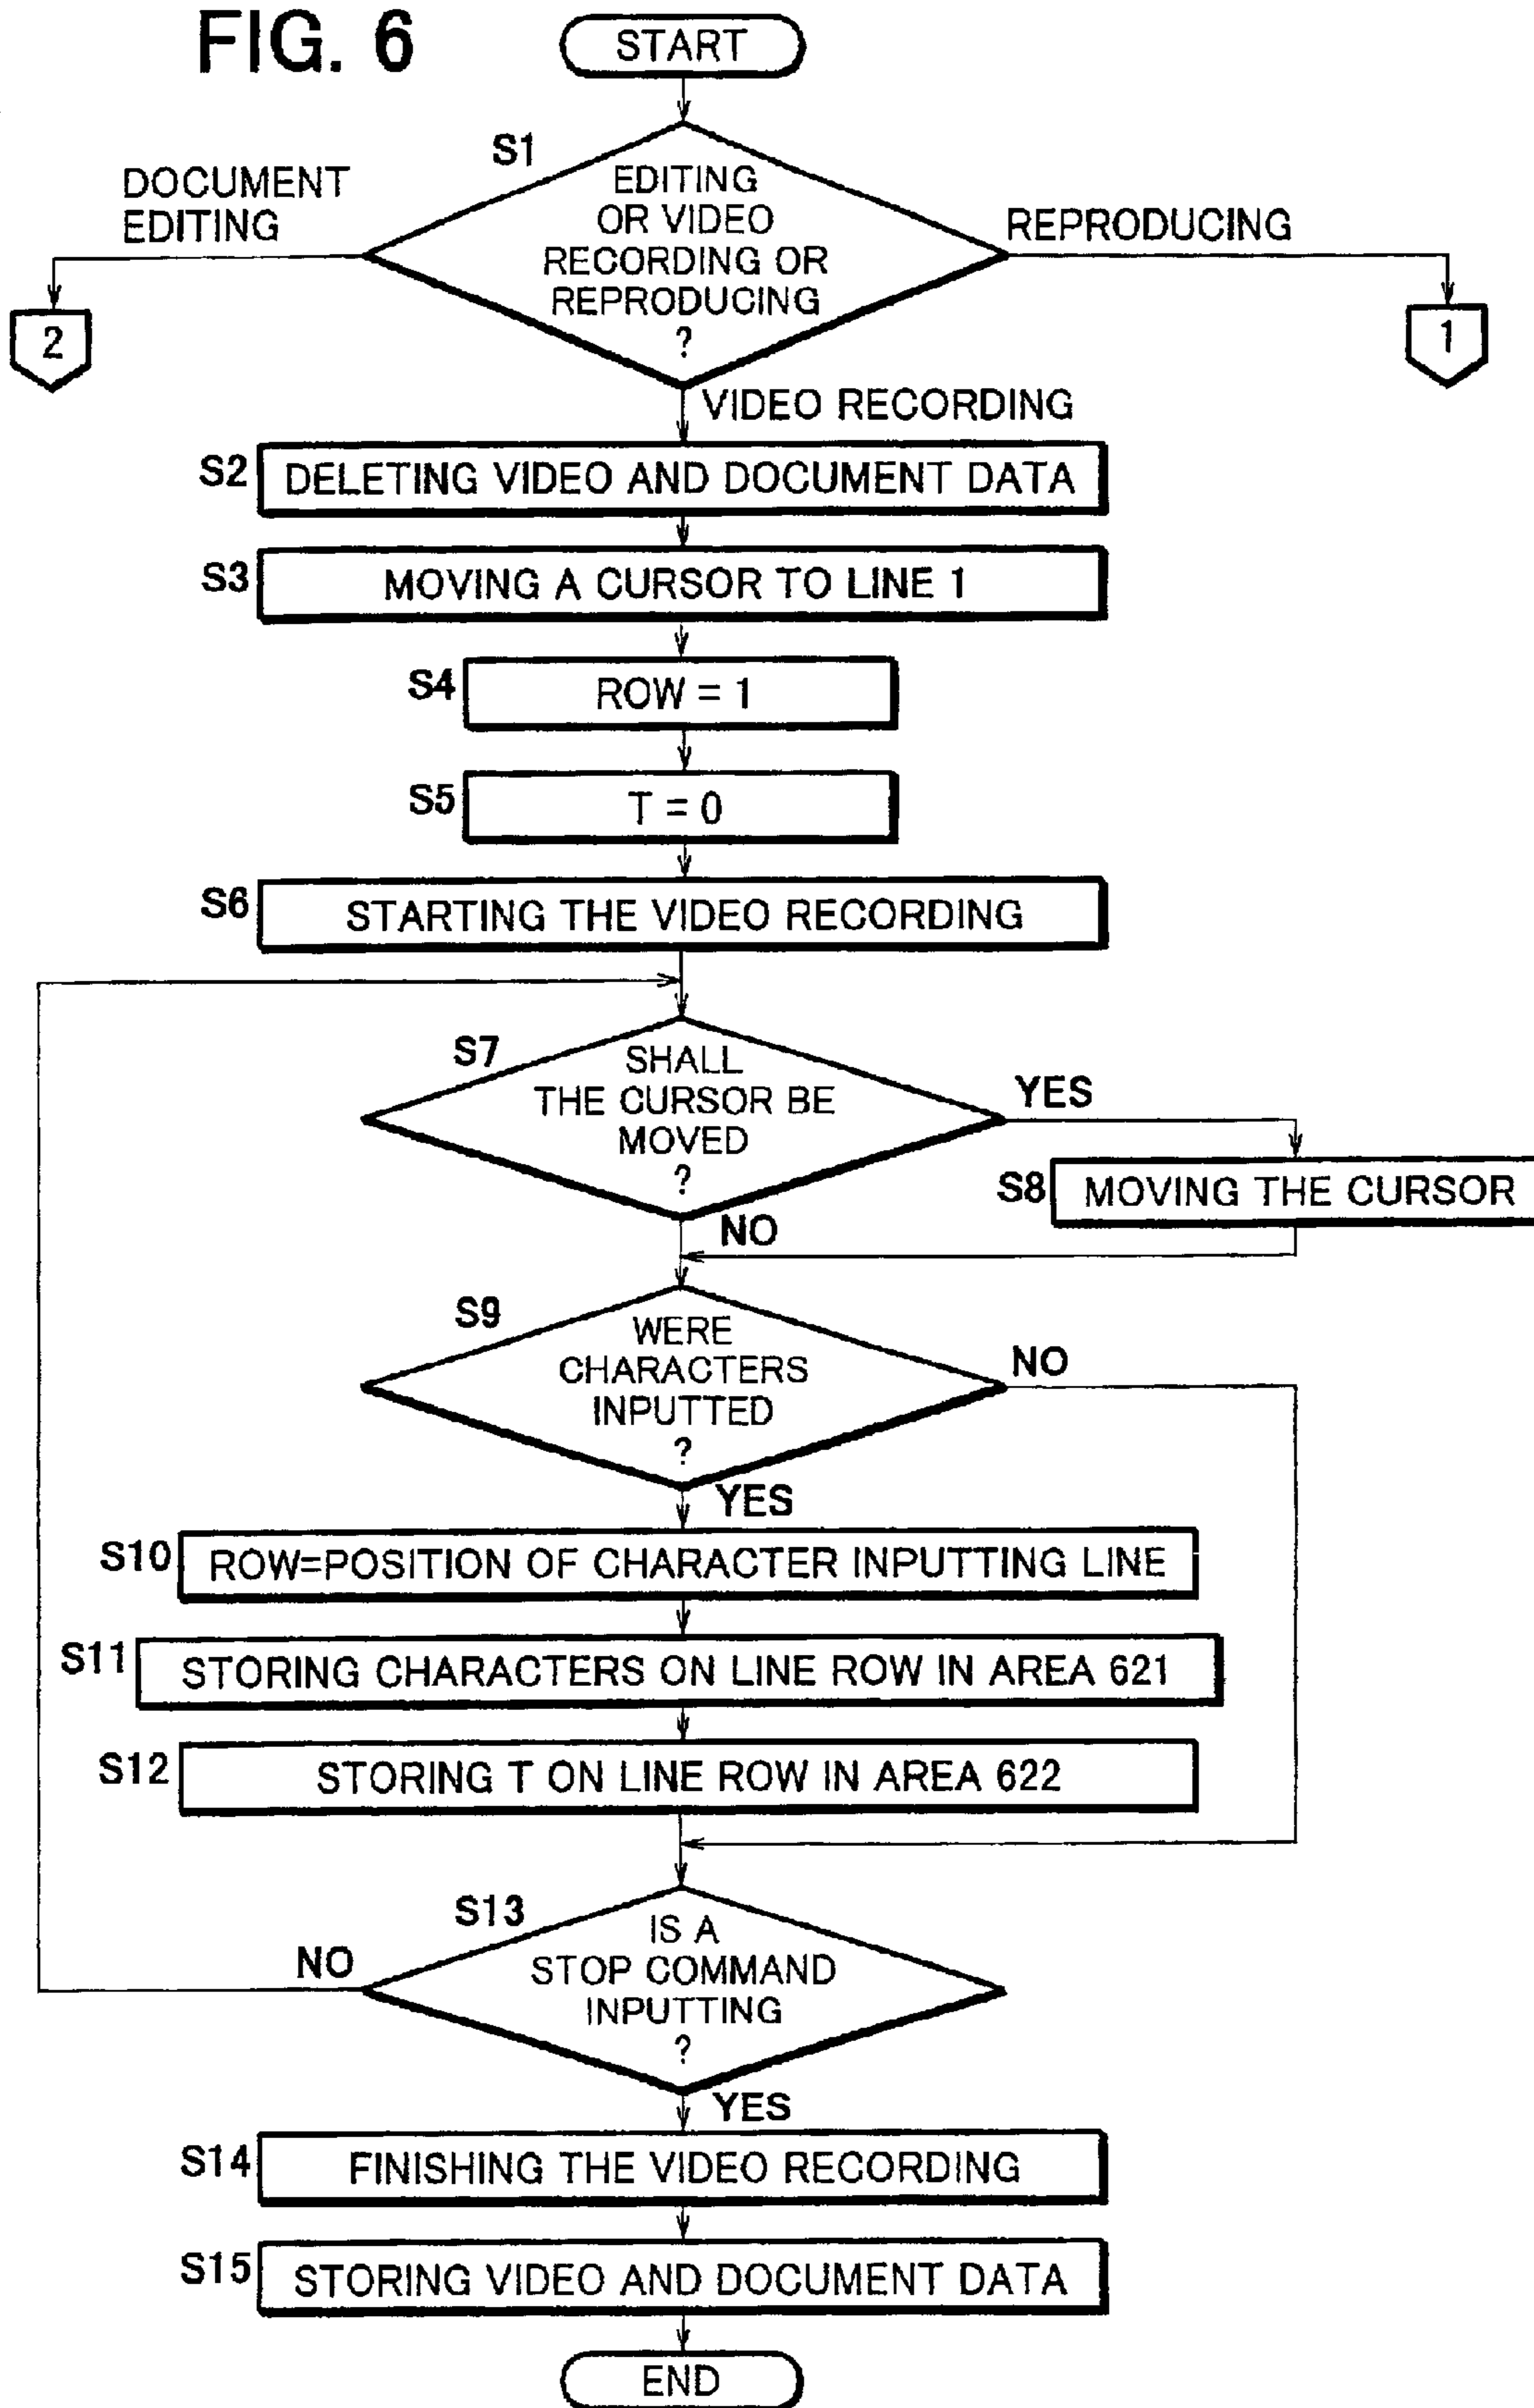 FIG. 6
START
S1
EDITING
OR VIDEO
RECORDING OR
REPRODUCING
?
DOCUMENT
EDITING
REPRODUCING
2
1
VIDEO RECORDING
S2
DELETING VIDEO AND DOCUMENT DATA
S3
MOVING A CURSOR TO LINE 1
S4
ROW = 1
S5
T = 0
S6
STARTING THE VIDEO RECORDING
S7
SHALL
THE CURSOR BE
MOVED
?
YES
S8
MOVING THE CURSOR
NO
S9
WERE
CHARACTERS
INPUTTED
?
NO
YES
S10
ROW=POSITION OF CHARACTER INPUTTING LINE
S11
STORING CHARACTERS ON LINE ROW IN AREA 621
S12
STORING T ON LINE ROW IN AREA 622
S13
IS A
STOP COMMAND
INPUTTING
?
NO
YES
S14
FINISHING THE VIDEO RECORDING
S15
STORING VIDEO AND DOCUMENT DATA
END